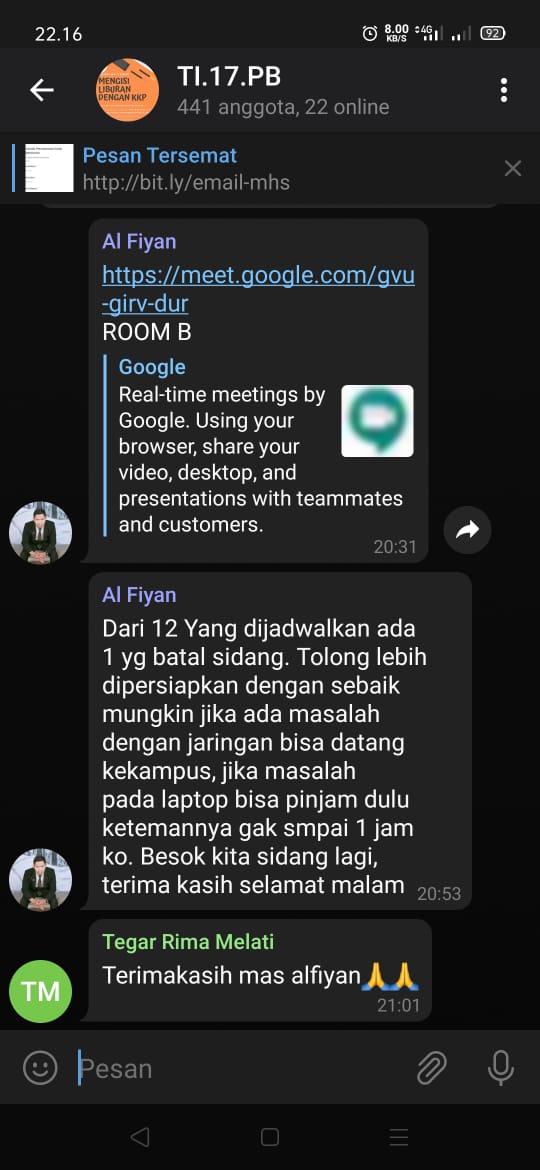 22.16
8.00
KB/S
4G
92
MENGISI
LIBURAN
DENGAN KKP
TI.17.PB
441 anggota, 22 online
Pesan Tersemat
http://bit.ly/email-mhs
Al Fiyan
https://meet.google.com/gvu
-girv-dur
ROOM B
Google
Real-time meetings by
Google. Using your
browser, share your
video, desktop, and
presentations with teammates
and customers.
20:31
Al Fiyan
Dari 12 Yang dijadwalkan ada
1 yg batal sidang. Tolong lebih
dipersiapkan dengan sebaik
mungkin jika ada masalah
dengan jaringan bisa datang
kekampus, jika masalah
pada laptop bisa pinjam dulu
ketemannya gak smpai 1 jam
ko. Besok kita sidang lagi,
terima kasih selamat malam
20:53
Tegar Rima Melati
TM
Terimakasih mas alfiyan🙏🙏
21:01
Pesan